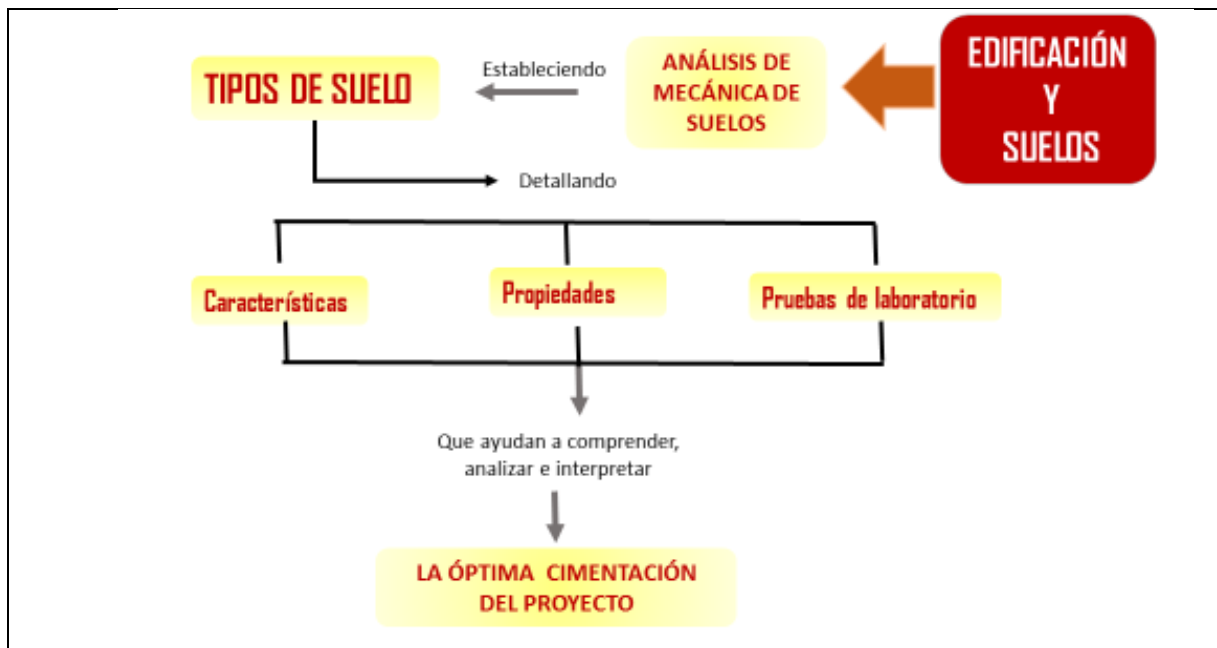 EDIFICACIÓN
Y
SUELOS
ANÁLISIS DE
MECÁNICA DE
SUELOS
Estableciendo
TIPOS DE SUELO
Detallando
Características
Propiedades
Pruebas de laboratorio
Que ayudan a comprender,
analizar e interpretar
LA ÓPTIMA CIMENTACIÓN
DEL PROYECTO